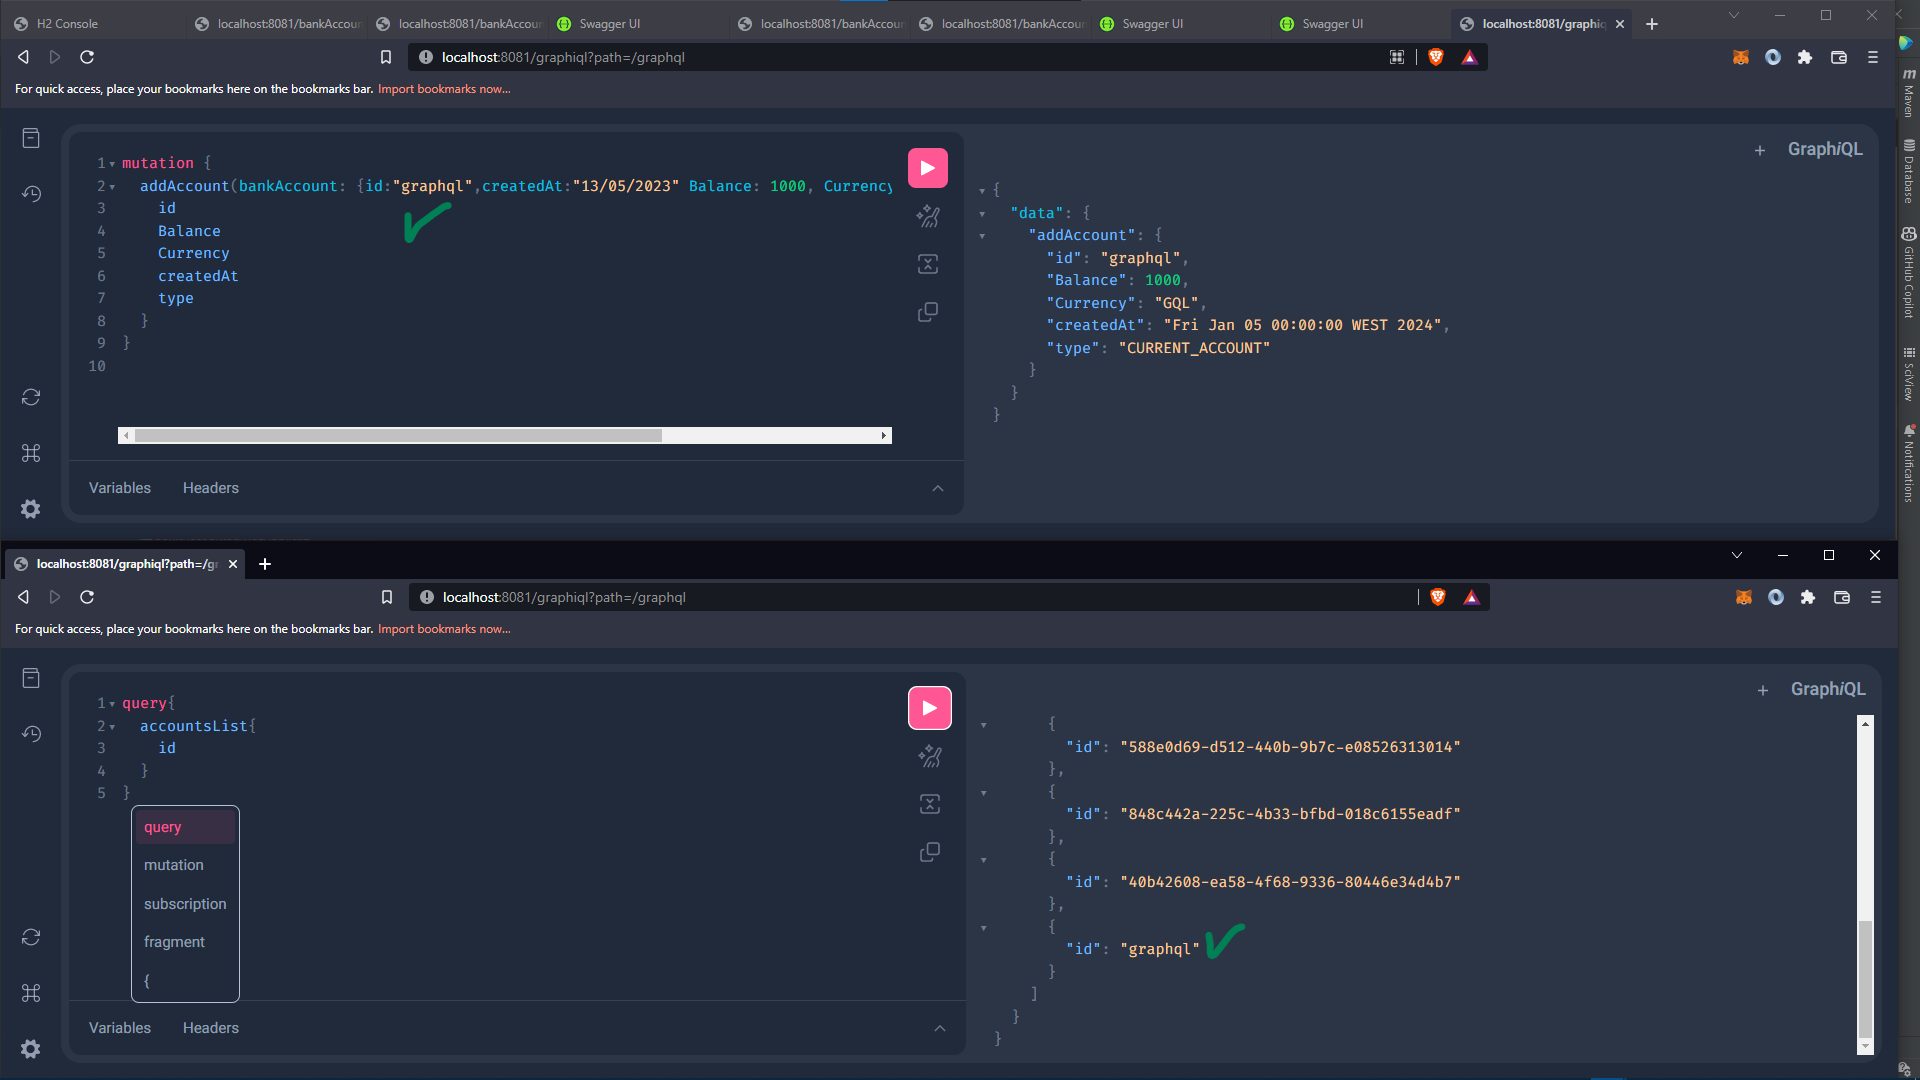 H2 Console
localhost:8081/bankAccour
localhost:8081/bankAccour
Swagger UI
localhost:8081/bankAccour
localhost:8081/bankAccour
Swagger UI
Swagger UI
localhost:8081/graphiq
localhost:8081/graphiql?path=/graphql
For quick access, place your bookmarks here on the bookmarks bar. Import bookmarks now...
1 mutation {
2 addAccount(bankAccount: {id:"graphql",createdAt:"13/05/2023" Balance: 1000, Currency
3 id
4 Balance
5 Currency
6 createdAt
7 type
8 }
9 }
10
Variables Headers
+ GraphiQL
{
"data": {
"addAccount": {
"id": "graphql",
"Balance": 1000,
"Currency": "GQL",
"createdAt": "Fri Jan 05 00:00:00 WEST 2024",
"type": "CURRENT_ACCOUNT"
}
}
}
m Maven
Database
GitHub Copilot
SciView
Notifications
localhost:8081/graphiql?path=/gr
localhost:8081/graphiql?path=/graphql
For quick access, place your bookmarks here on the bookmarks bar. Import bookmarks now...
1 query{
2 accountsList{
3 id
4 }
5 }
query
mutation
subscription
fragment
{
Variables Headers
+ GraphiQL
{
"id": "588e0d69-d512-440b-9b7c-e08526313014"
},
{
"id": "848c442a-225c-4b33-bfbd-018c6155eadf"
},
{
"id": "40b42608-ea58-4f68-9336-80446e34d4b7"
},
{
"id": "graphql"
}
]
}
}